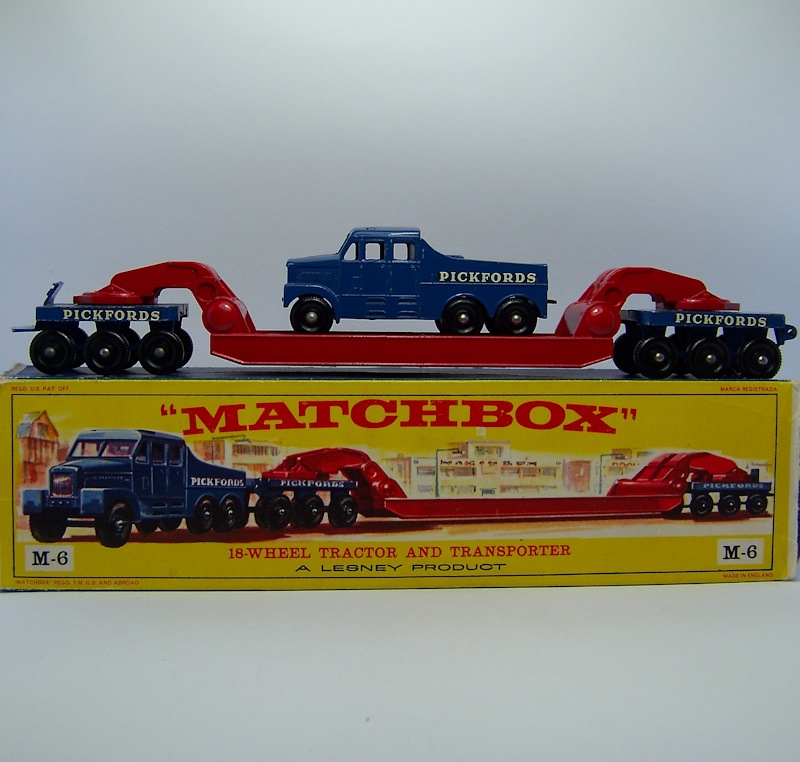 PICKFORDS
PICKFORDS
PICKFORDS
REGD. U.S. PAT. OFF.
MARCA REGISTRADA
"MATCHBOX"
PICKFORDS
PICKFORDS
PICKFORDS
M-6
18-WHEEL TRACTOR AND TRANSPORTER
M-6
A LESNEY PRODUCT
"MATCHBOX" REGD. T.M. G.B. AND ABROAD
MADE IN ENGLAND